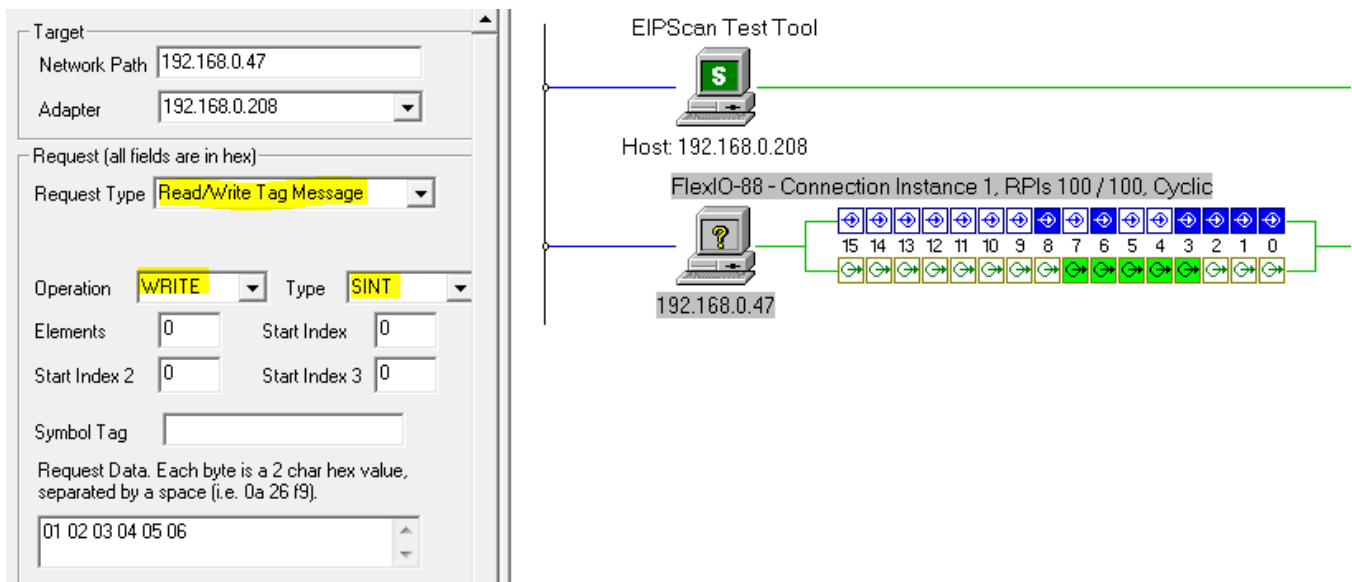 Target
Network Path 192.168.0.47
Adapter 192.168.0.208
Request (all fields are in hex)
Request Type Read/Write Tag Message
Operation WRITE Type SINT
Elements 0 Start Index 0
Start Index 2 0 Start Index 3 0
Symbol Tag
Request Data. Each byte is a 2 char hex value,
separated by a space (i.e. 0a 26 f9).
01 02 03 04 05 06
EIPScan Test Tool
S
Host: 192.168.0.208
FlexIO-88 - Connection Instance 1, RPIs 100 / 100, Cyclic
?
15 14 13 12 11 10 9 8 7 6 5 4 3 2 1 0
192.168.0.47